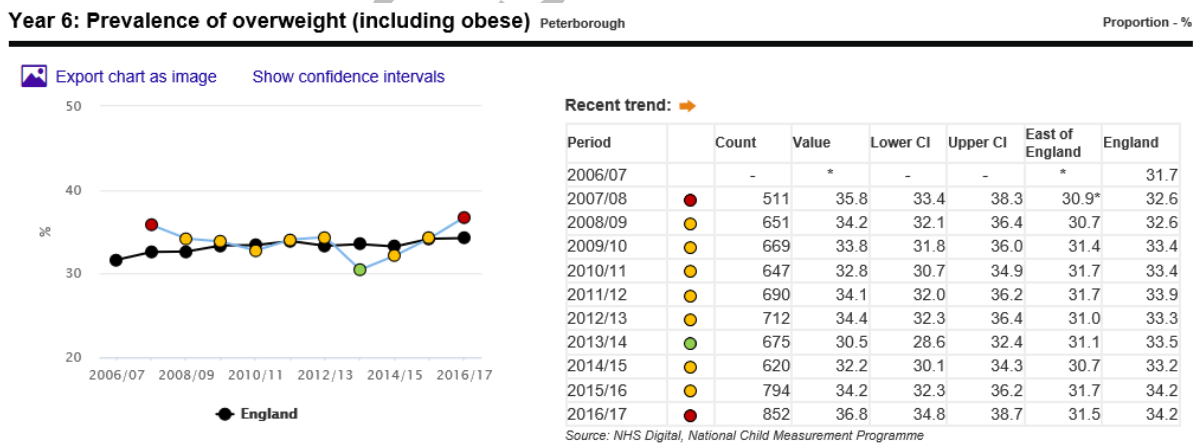 Year 6: Prevalence of overweight (including obese) Peterborough Proportion - %
Export chart as image Show confidence intervals
50
40
%
30
20
2006/07 2008/09 2010/11 2012/13 2014/15 2016/17
England
Recent trend:
Period Count Value Lower CI Upper CI East of England England
2006/07 - * - - * 31.7
2007/08 511 35.8 33.4 38.3 30.9* 32.6
2008/09 651 34.2 32.1 36.4 30.7 32.6
2009/10 669 33.8 31.8 36.0 31.4 33.4
2010/11 647 32.8 30.7 34.9 31.7 33.4
2011/12 690 34.1 32.0 36.2 31.7 33.9
2012/13 712 34.4 32.3 36.4 31.0 33.3
2013/14 675 30.5 28.6 32.4 31.1 33.5
2014/15 620 32.2 30.1 34.3 30.7 33.2
2015/16 794 34.2 32.3 36.2 31.7 34.2
2016/17 852 36.8 34.8 38.7 31.5 34.2
Source: NHS Digital, National Child Measurement Programme